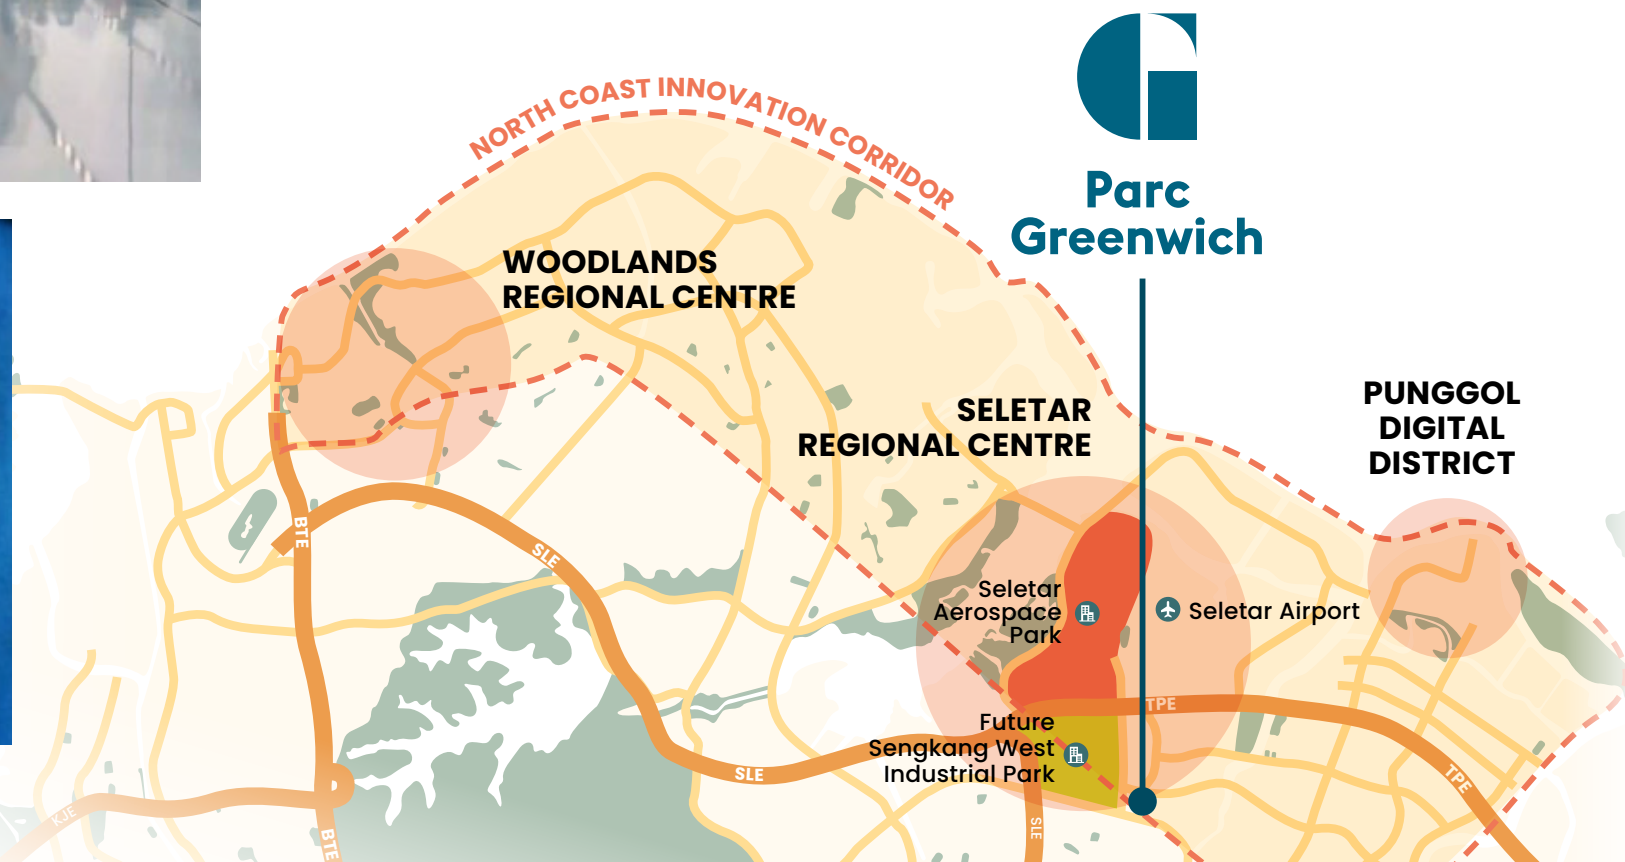 NORTH COAST INNOVATION CORRIDOR
Parc
Greenwich
WOODLANDS
REGIONAL CENTRE
SELETAR
REGIONAL CENTRE
PUNGGOL
DIGITAL
DISTRICT
BTE
SLE
Seletar
Aerospace
Park
Seletar Airport
TPE
Future
Sengkang West
Industrial Park
SLE
TPE
KJE
BTE
SLE